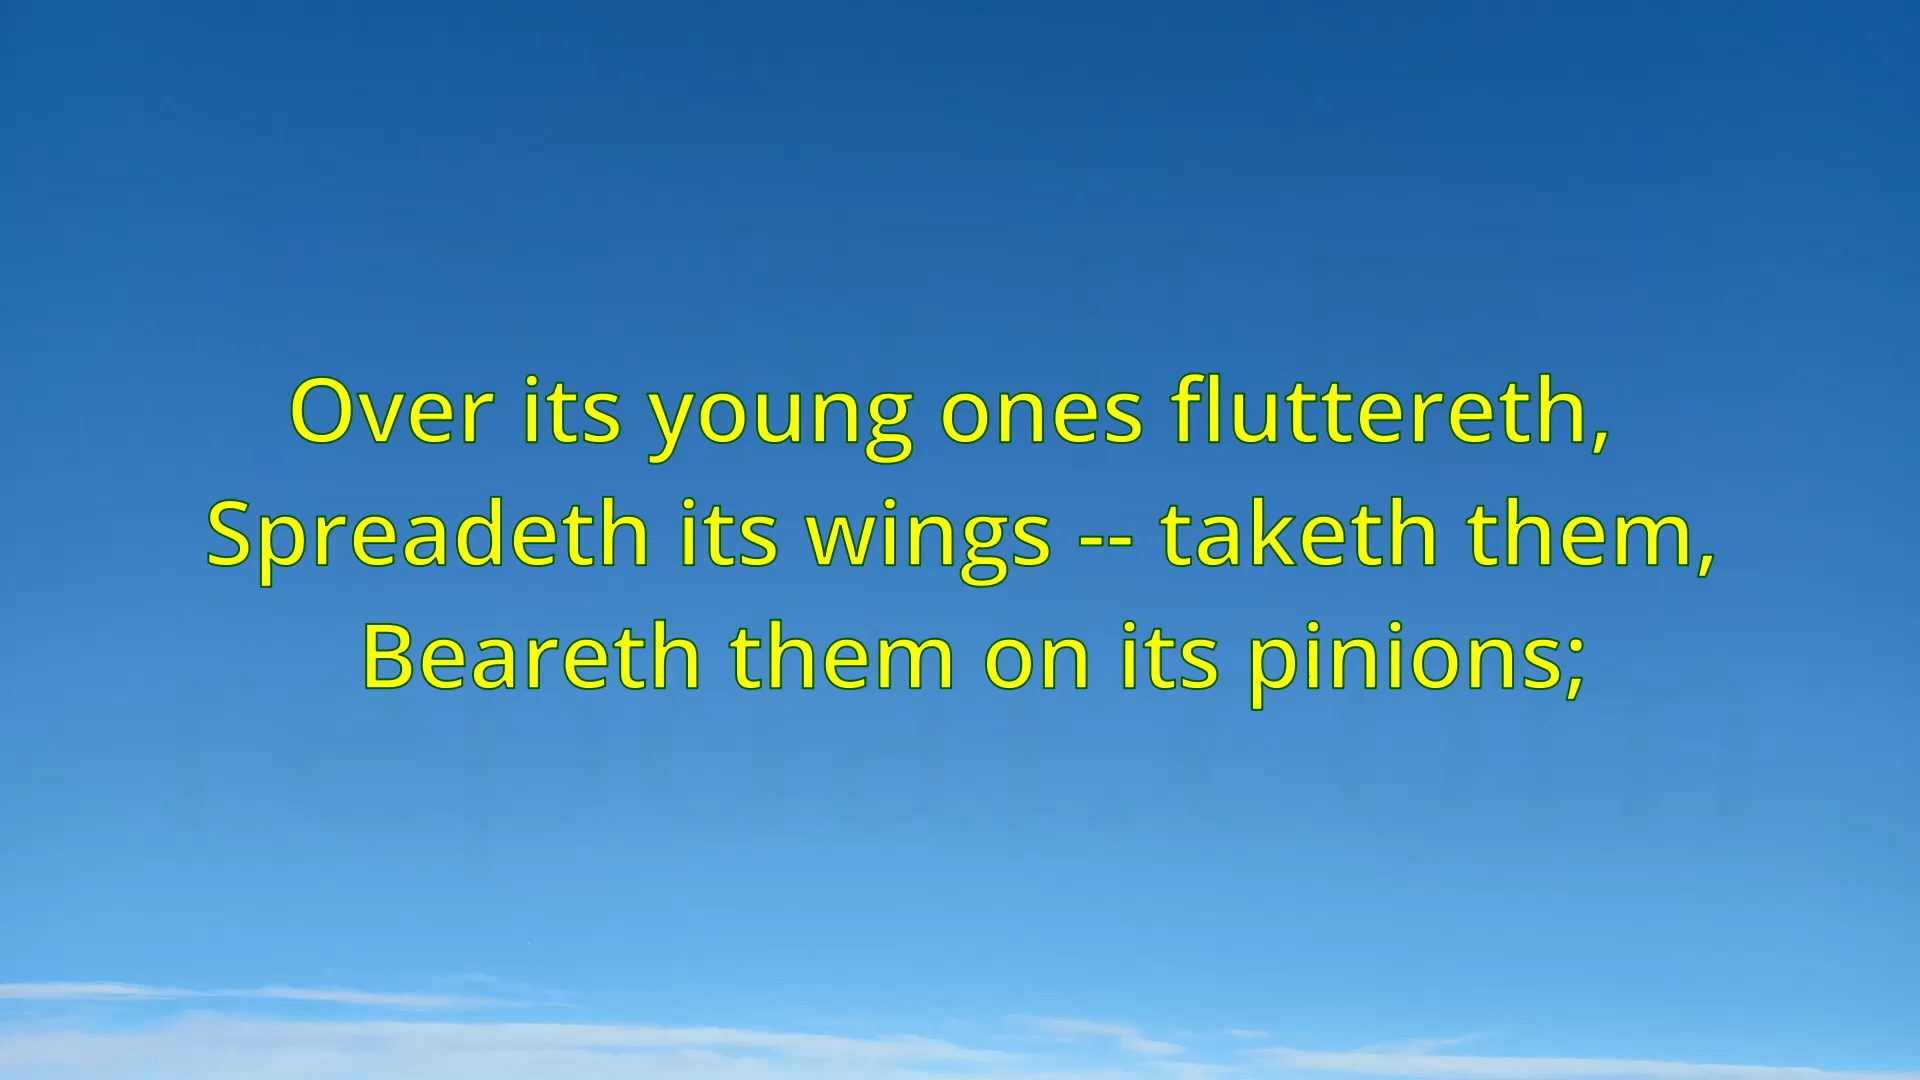 Over its young ones fluttereth,
Spreadeth its wings -- taketh them,
Beareth them on its pinions;